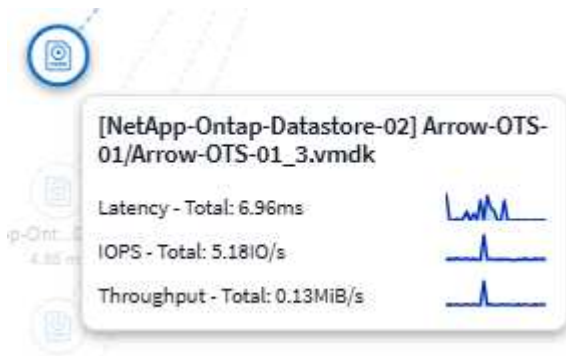 [NetApp-Ontap-Datastore-02] Arrow-OTS-
01/Arrow-OTS-01_3.vmdk
Latency - Total: 6.96ms
IOPS - Total: 5.18IO/s
p-Ont...
Throughput - Total: 0.13MiB/s